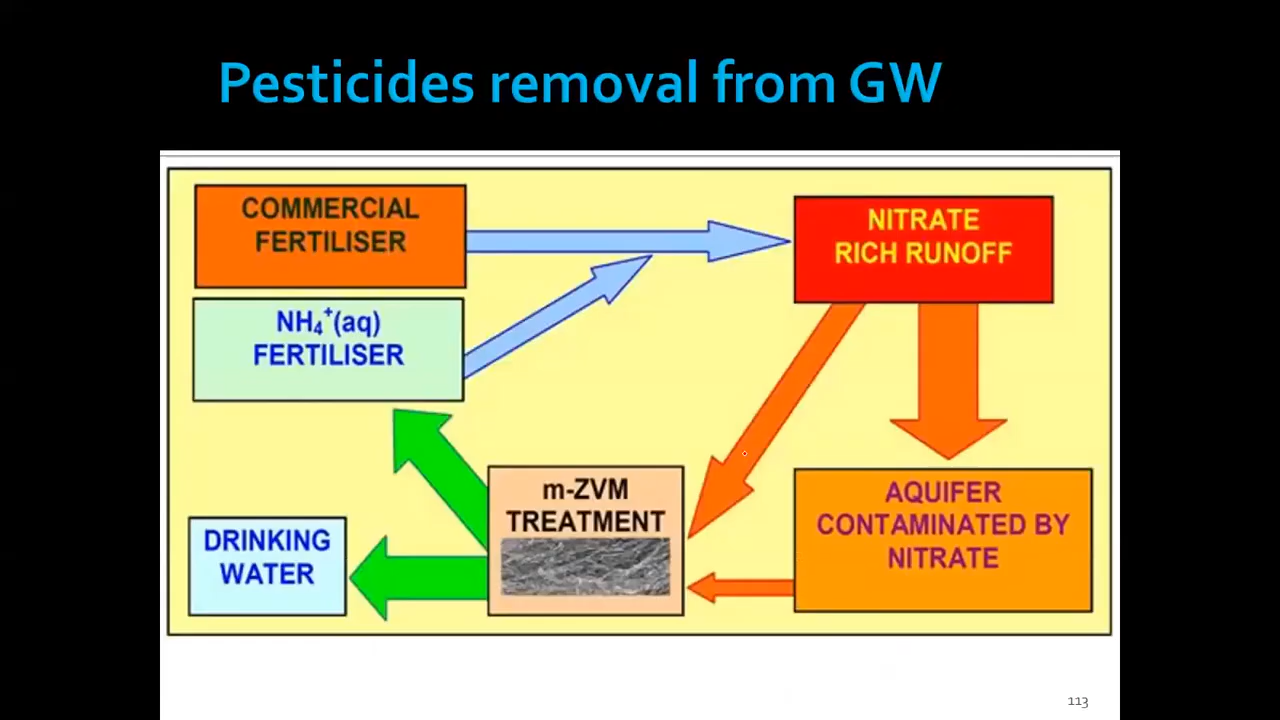 Pesticides removal from GW
COMMERCIAL
FERTILISER
NITRATE
RICH RUNOFF
NH₄⁺(aq)
FERTILISER
m-ZVM
TREATMENT
AQUIFER
CONTAMINATED BY
NITRATE
DRINKING
WATER
113